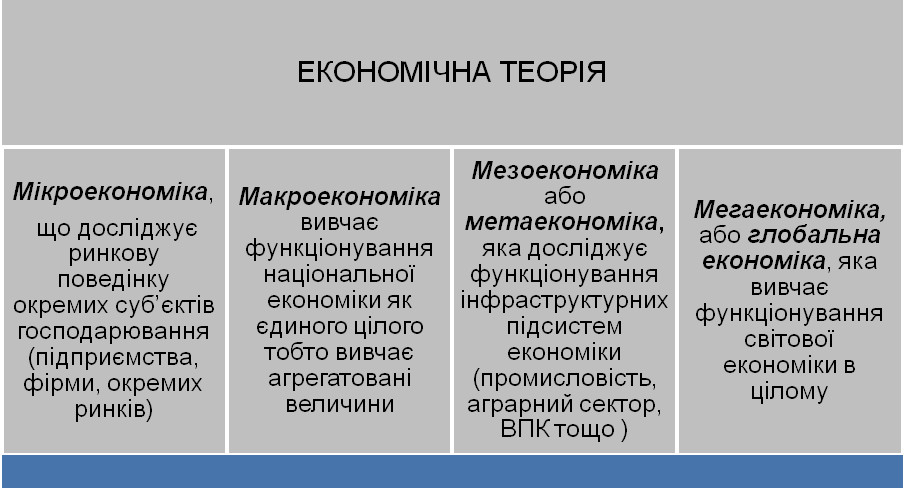 ЕКОНОМІЧНА ТЕОРІЯ
Мікроекономіка,
що досліджує
ринкову
поведінку
окремих суб’єктів
господарювання
(підприємства,
фірми, окремих
ринків)
Макроекономіка
вивчає
функціонування
національної
економіки як
єдиного цілого
тобто вивчає
агрегатовані
величини
Мезоекономіка
або
метаекономіка,
яка досліджує
функціонування
інфраструктурних
підсистем
економіки
(промисловість,
аграрний сектор,
ВПК тощо )
Мегаекономіка,
або глобальна
економіка, яка
вивчає
функціонування
світової
економіки в
цілому